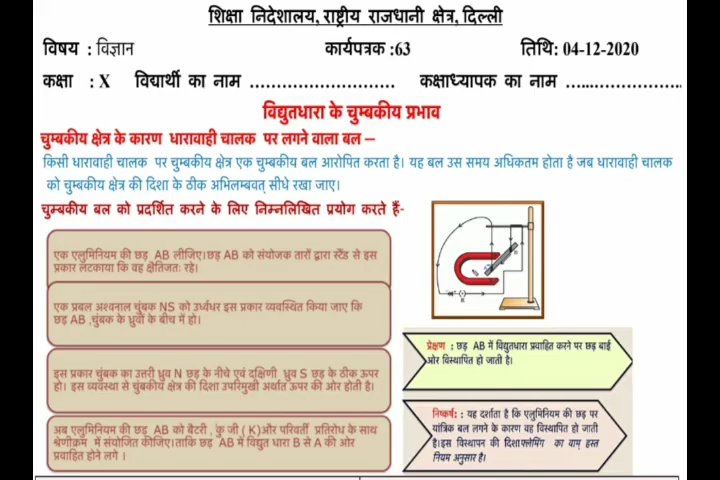 शिक्षा निदेशालय, राष्ट्रीय राजधानी क्षेत्र, दिल्ली
विषय : विज्ञान कार्यपत्रक :63 तिथि: 04-12-2020
कक्षा : X विद्यार्थी का नाम ………………………. कक्षाध्यापक का नाम …..………………
विद्युतधारा के चुम्बकीय प्रभाव
चुम्बकीय क्षेत्र के कारण धारावाही चालक पर लगने वाला बल –
किसी धारावाही चालक पर चुम्बकीय क्षेत्र एक चुम्बकीय बल आरोपित करता है। यह बल उस समय अधिकतम होता है जब धारावाही चालक
को चुम्बकीय क्षेत्र की दिशा के ठीक अभिलम्बवत् सीधे रखा जाए।
चुम्बकीय बल को प्रदर्शित करने के लिए निम्नलिखित प्रयोग करते हैं-
एक एलुमिनियम की छड़ AB लीजिए।छड़ AB को संयोजक तारों द्वारा स्टैंड से इस
प्रकार लटकाया कि वह क्षैतिजतः रहे।
एक प्रबल अश्वनाल चुंबक NS को उर्ध्वधर इस प्रकार व्यवस्थित किया जाए कि
छड़ AB ,चुंबक के ध्रुवों के बीच में हो।
इस प्रकार चुंबक का उत्तरी ध्रुव N छड़ के नीचे एवं दक्षिणी ध्रुव S छड़ के ठीक ऊपर
हो। इस व्यवस्था से चुंबकीय क्षेत्र की दिशा उपरिमुखी अर्थात ऊपर की ओर होती है।
अब एलुमिनियम की छड़ AB को बैटरी , कुंजी ( K)और परिवर्ती प्रतिरोध के साथ
श्रेणीक्रम में संयोजित कीजिए।ताकि छड़ AB में विद्युत धारा B से A की ओर
प्रवाहित होने लगे ।
K
प्रेक्षण : छड़ AB में विद्युतधारा प्रवाहित करने पर छड़ बाई
ओर विस्थापित हो जाती है।
निष्कर्ष: : यह दर्शाता है कि एलुमिनियम की छड़ पर
यांत्रिक बल लगने के कारण वह विस्थापित हो जाती
है।इस विस्थापन की दिशाफ्लेमिंग का वाम् हस्त
नियम अनुसार है।